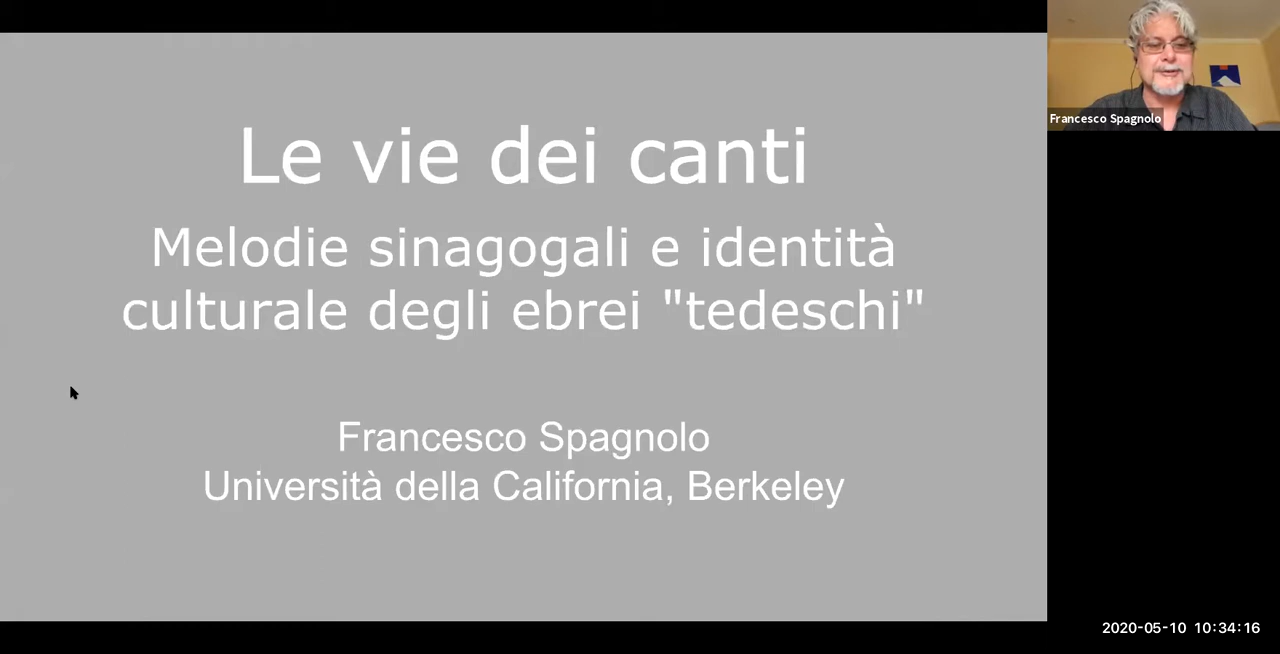 Le vie dei canti
Melodie sinagogali e identità
culturale degli ebrei "tedeschi"
Francesco Spagnolo
Università della California, Berkeley
Francesco Spagnolo
2020-05-10 10:34:16